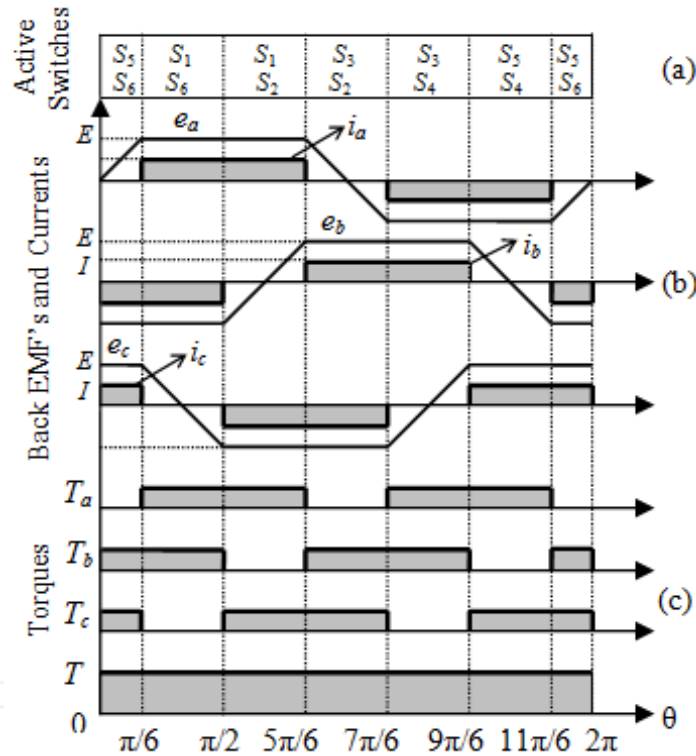 Active Switches
S5 S1 S1 S3 S3 S5 S5
S6 S6 S2 S2 S4 S4 S6
(a)
Back EMF's and Currents
E
ea
ia
E
eb
I
ib
(b)
E
ec
ic
I
Torques
Ta
Tb
Tc
(c)
T
0
θ
π/6 π/2 5π/6 7π/6 9π/6 11π/6 2π